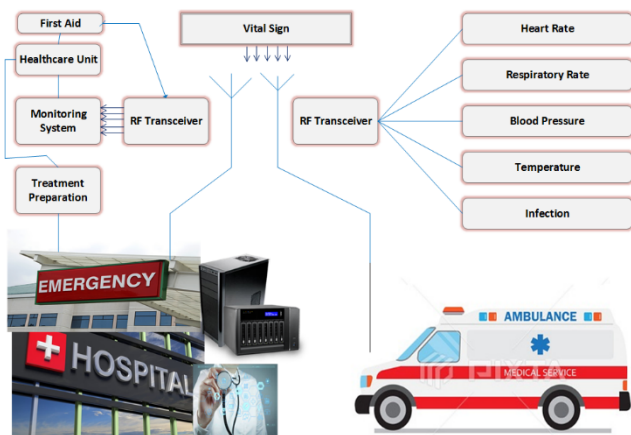 First Aid
Healthcare Unit
Monitoring
System
RF Transceiver
Treatment
Preparation
Vital Sign
RF Transceiver
Heart Rate
Respiratory Rate
Blood Pressure
Temperature
Infection
EMERGENCY
HOSPITAL
AMBULANCE
MEDICAL SERVICE